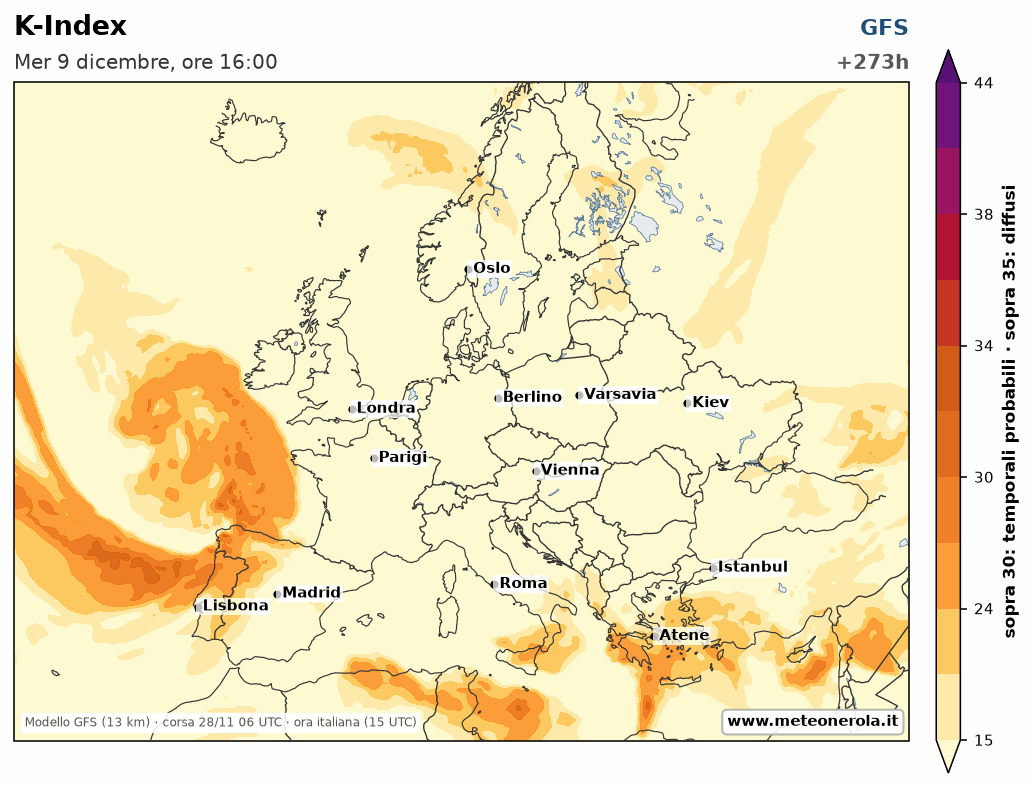 K-Index
GFS
Mer 9 dicembre, ore 16:00
+273h
44
38
34
30
24
15
sopra 30: temporali probabili · sopra 35: diffusi
Oslo
Berlino
Varsavia
Kiev
Londra
Parigi
Vienna
Istanbul
Roma
Madrid
Lisbona
Atene
Modello GFS (13 km) · corsa 28/11 06 UTC · ora italiana (15 UTC)
www.meteonerola.it